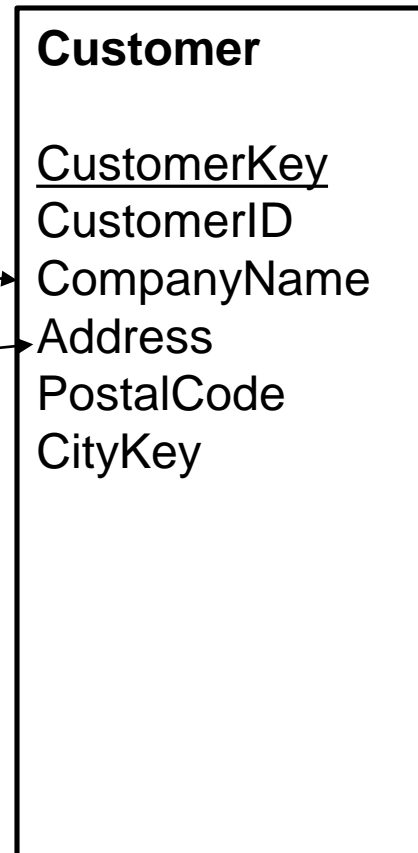 Customer
CustomerKey
CustomerID
CompanyName
Address
PostalCode
CityKey